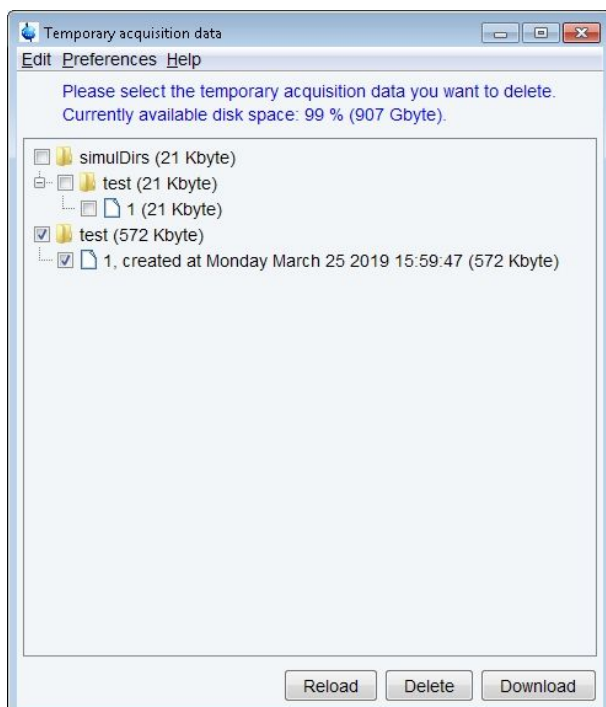 Temporary acquisition data
Edit Preferences Help
Please select the temporary acquisition data you want to delete.
Currently available disk space: 99 % (907 Gbyte).
simulDirs (21 Kbyte)
test (21 Kbyte)
1 (21 Kbyte)
test (572 Kbyte)
1, created at Monday March 25 2019 15:59:47 (572 Kbyte)
Reload Delete Download